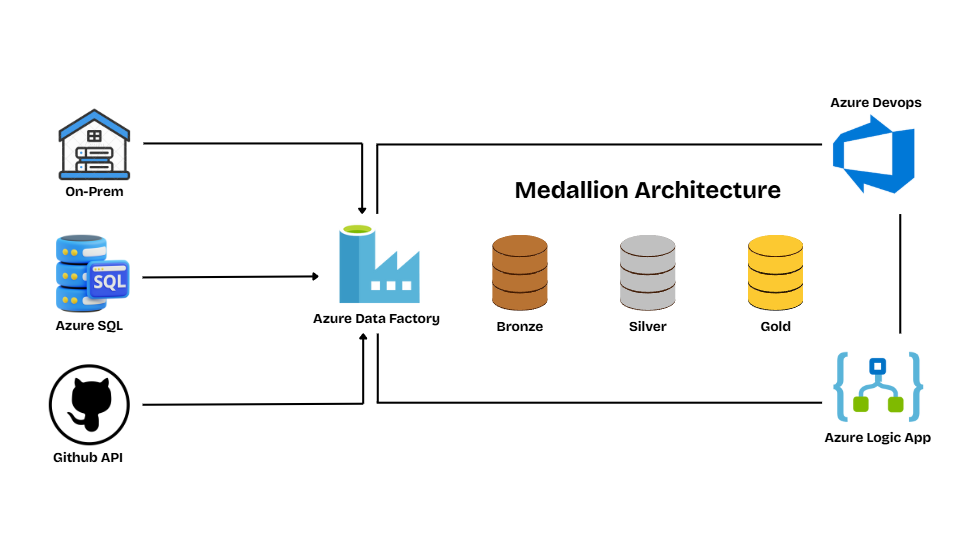 Azure Devops
On-Prem
Medallion Architecture
SQL
Azure SQL
Azure Data Factory
Bronze
Silver
Gold
Github API
Azure Logic App